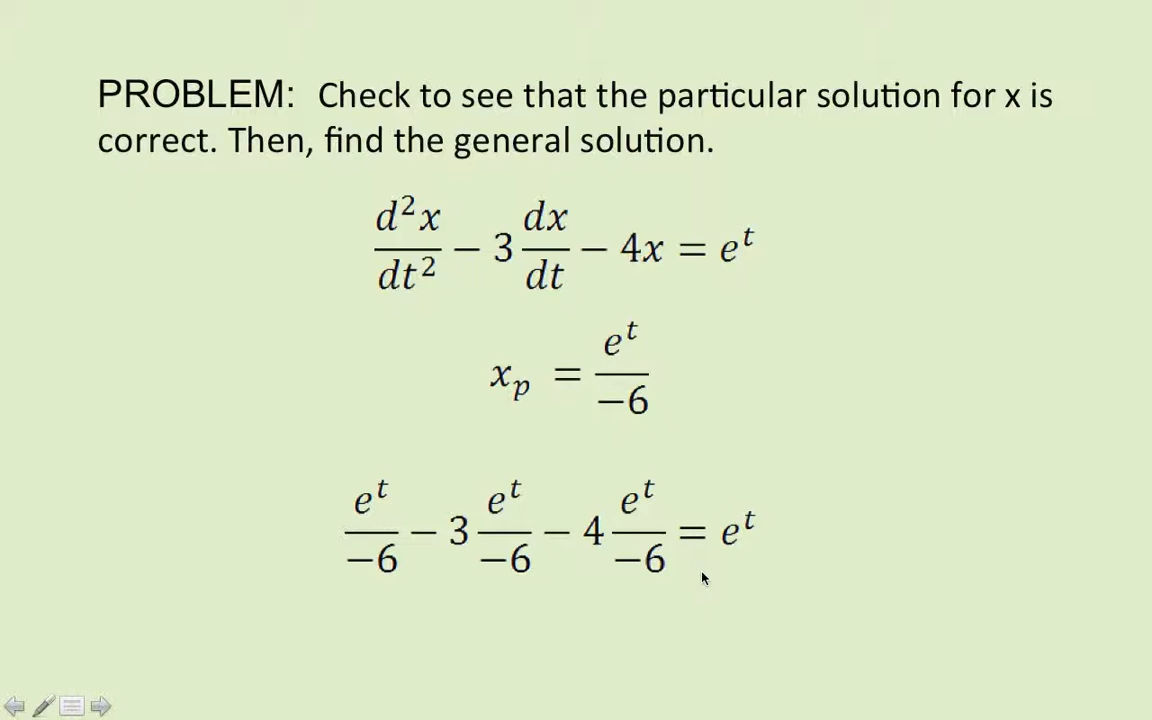 PROBLEM: Check to see that the particular solution for x is
correct. Then, find the general solution.
d²x/dt² − 3 dx/dt − 4x = e^t
x_p = e^t/−6
e^t/−6 − 3 e^t/−6 − 4 e^t/−6 = e^t